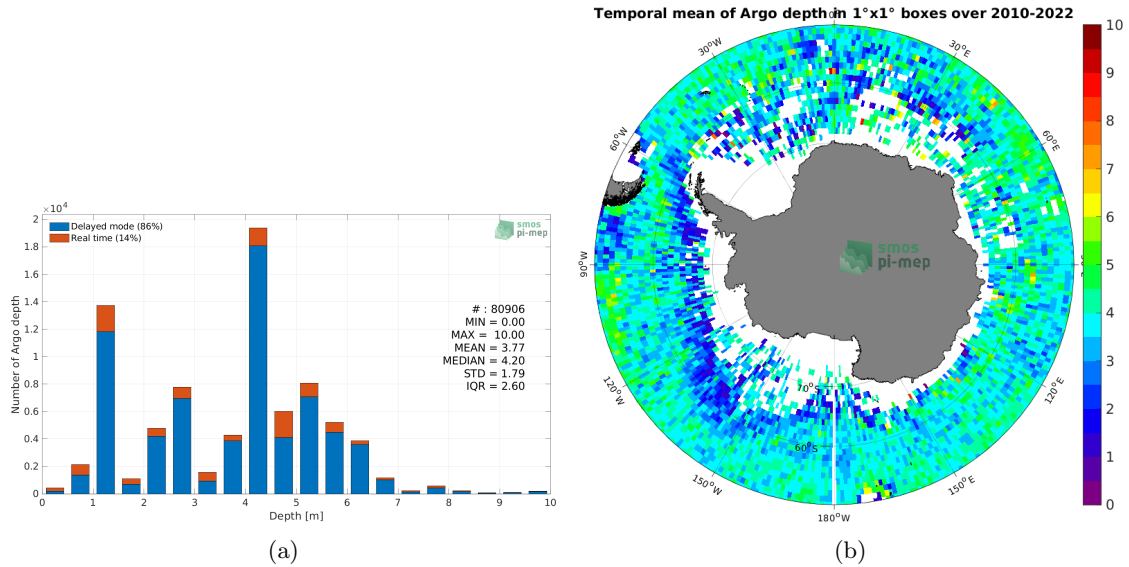 ×10⁴
2
1.8
1.6
1.4
1.2
1
0.8
0.6
0.4
0.2
0
Number of Argo depth
Delayed mode (86%)
Real time (14%)
smos
pi-mep
# : 80906
MIN = 0.00
MAX = 10.00
MEAN = 3.77
MEDIAN = 4.20
STD = 1.79
IQR = 2.60
0 1 2 3 4 5 6 7 8 9 10
Depth [m]
(a)
Temporal mean of Argo depth in 1°x1° boxes over 2010-2022
30°W
30°E
60°W
60°E
90°W
120°W
120°E
150°W
150°E
180°W
70°S
60°S
smos
pi-mep
10
9
8
7
6
5
4
3
2
1
0
(b)